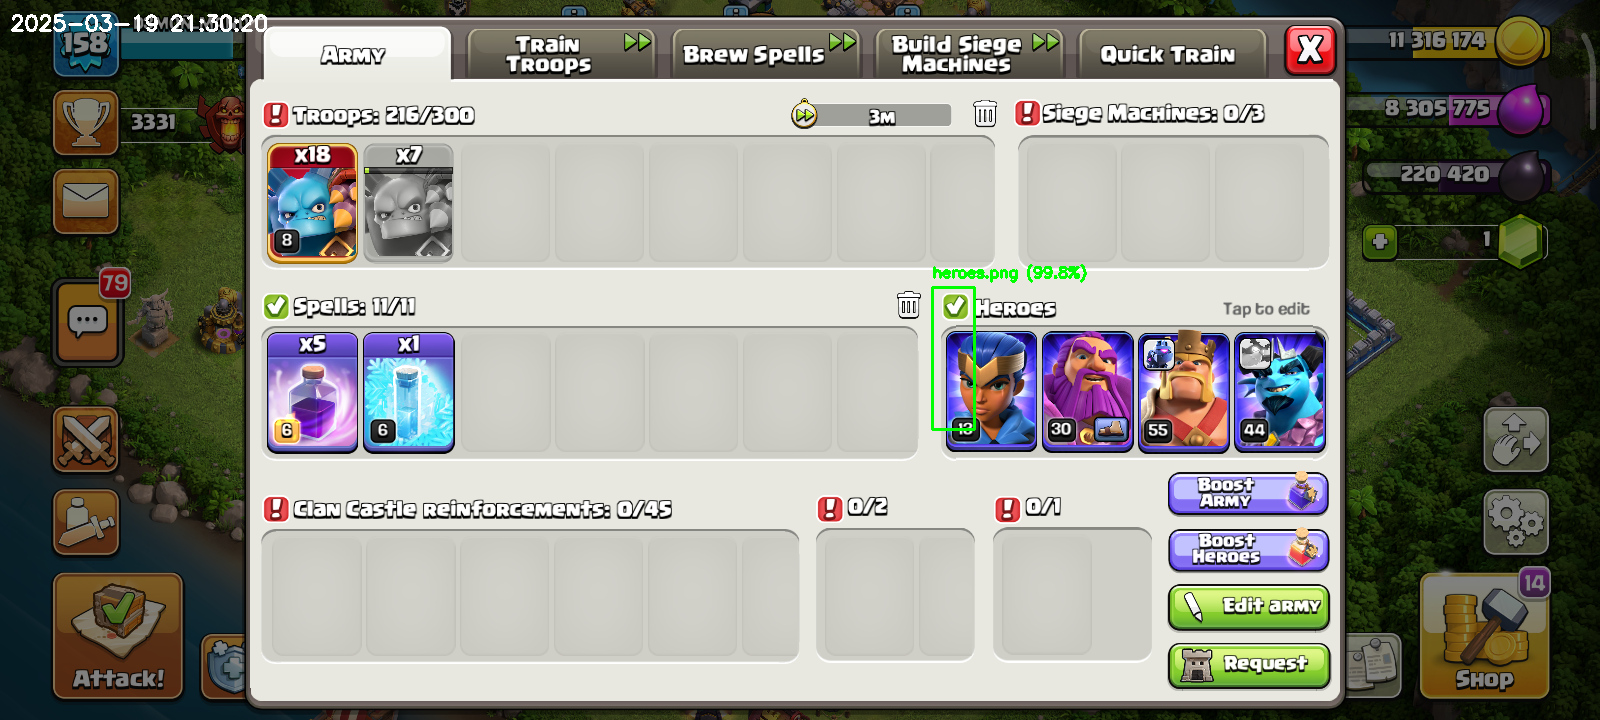 2025-03-19 21:30:20
158
Army
Train Troops
Brew Spells
Build Siege Machines
Quick Train
X
11 316 174
3331
8 305 775
220 420
1
79
Troops: 216/300
3M
Siege Machines: 0/3
x18
x7
8
heroes.png (99.8%)
Spells: 11/11
Heroes
Tap to edit
x5
x1
6
6
13
30
55
44
Clan Castle reinforcements: 0/45
0/2
0/1
Boost Army
Boost Heroes
Edit army
Request
Attack!
14
Shop